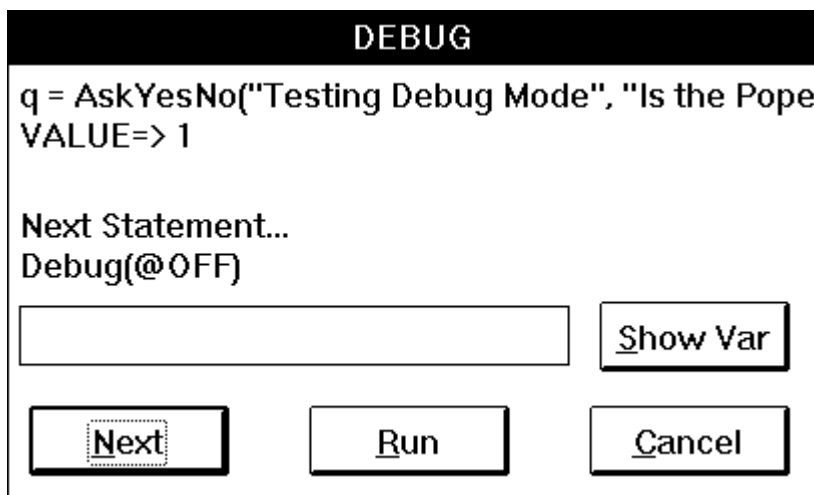 DEBUG
q = AskYesNo("Testing Debug Mode", "Is the Pope
VALUE=> 1
Next Statement...
Debug(@OFF)
Show Var
Next Run Cancel